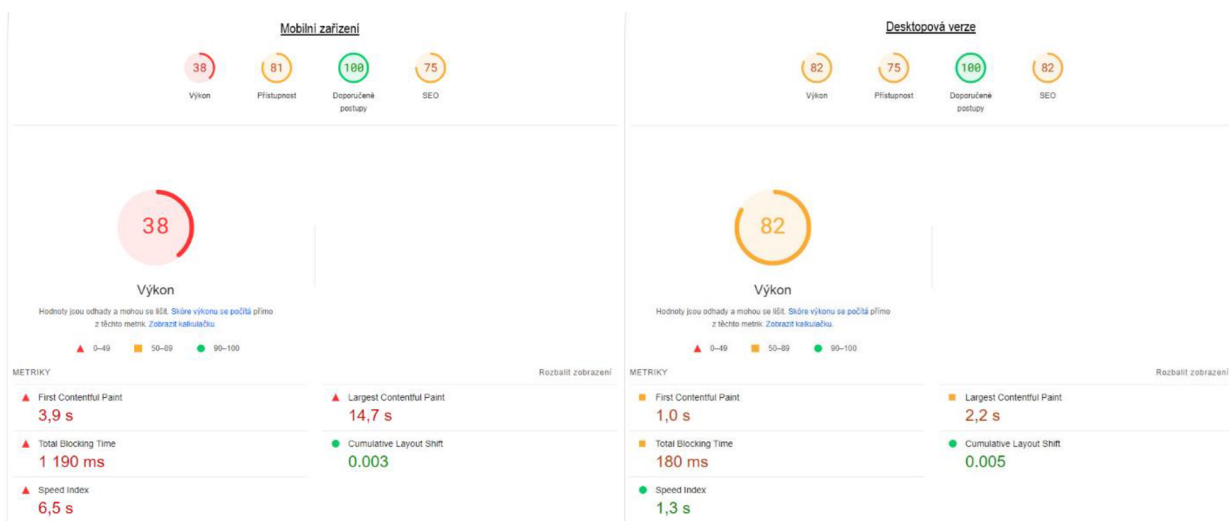 Mobilní zařízení
38
81
100
75
Výkon
Přístupnost
Doporučené
postupy
SEO
38
Výkon
Hodnoty jsou odhady a mohou se lišit. Skóre výkonu se počítá přímo
z těchto metrik. Zobrazit kalkulačku.
0–49
50–89
90–100
METRIKY
Rozbalit zobrazení
First Contentful Paint
3,9 s
Largest Contentful Paint
14,7 s
Total Blocking Time
1 190 ms
Cumulative Layout Shift
0.003
Speed Index
6,5 s
Desktopová verze
82
75
100
82
Výkon
Přístupnost
Doporučené
postupy
SEO
82
Výkon
Hodnoty jsou odhady a mohou se lišit. Skóre výkonu se počítá přímo
z těchto metrik. Zobrazit kalkulačku.
0–49
50–89
90–100
METRIKY
Rozbalit zobrazení
First Contentful Paint
1,0 s
Largest Contentful Paint
2,2 s
Total Blocking Time
180 ms
Cumulative Layout Shift
0.005
Speed Index
1,3 s